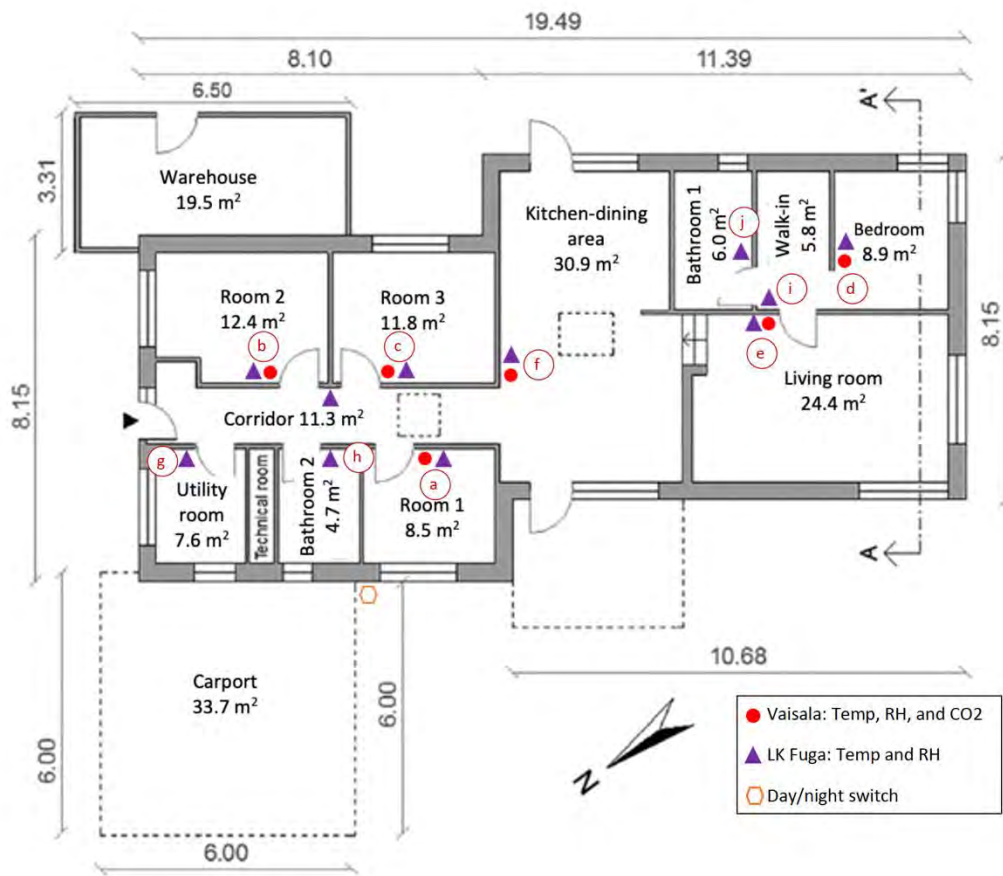 19.49
8.10
11.39
6.50
A'
3.31
Warehouse
19.5 m²
Kitchen-dining
area
30.9 m²
Bathroom 1
6.0 m²
j
Walk-in
5.8 m²
Bedroom
8.9 m²
d
i
8.15
Room 2
12.4 m²
b
Room 3
11.8 m²
c
f
e
Living room
24.4 m²
8.15
Corridor 11.3 m²
g
h
a
Utility
room
7.6 m²
Technical room
Bathroom 2
4.7 m²
Room 1
8.5 m²
A
10.68
Carport
33.7 m²
6.00
6.00
6.00
N
Vaisala: Temp, RH, and CO2
LK Fuga: Temp and RH
Day/night switch